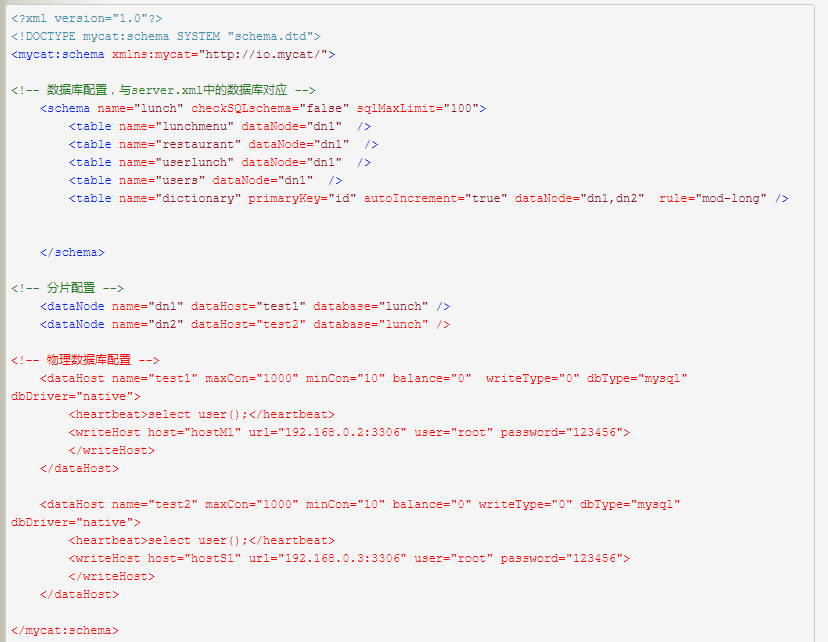 <?xml version="1.0"?>
<!DOCTYPE mycat:schema SYSTEM "schema.dtd">
<mycat:schema xmlns:mycat="http://io.mycat/">
<!-- 数据库配置，与server.xml中的数据库对应 -->
<schema name="lunch" checkSQLschema="false" sqlMaxLimit="100">
<table name="lunchmenu" dataNode="dn1"  />
<table name="restaurant" dataNode="dn1"  />
<table name="userlunch" dataNode="dn1"  />
<table name="users" dataNode="dn1"  />
<table name="dictionary" primaryKey="id" autoIncrement="true" dataNode="dn1,dn2"  rule="mod-long" />
</schema>
<!-- 分片配置 -->
<dataNode name="dn1" dataHost="test1" database="lunch" />
<dataNode name="dn2" dataHost="test2" database="lunch" />
<!-- 物理数据库配置 -->
<dataHost name="test1" maxCon="1000" minCon="10" balance="0"  writeType="0" dbType="mysql"
dbDriver="native">
<heartbeat>select user();</heartbeat>
<writeHost host="hostM1" url="192.168.0.2:3306" user="root" password="123456">
</writeHost>
</dataHost>
<dataHost name="test2" maxCon="1000" minCon="10" balance="0" writeType="0" dbType="mysql"
dbDriver="native">
<heartbeat>select user();</heartbeat>
<writeHost host="hostS1" url="192.168.0.3:3306" user="root" password="123456">
</writeHost>
</dataHost>
</mycat:schema>